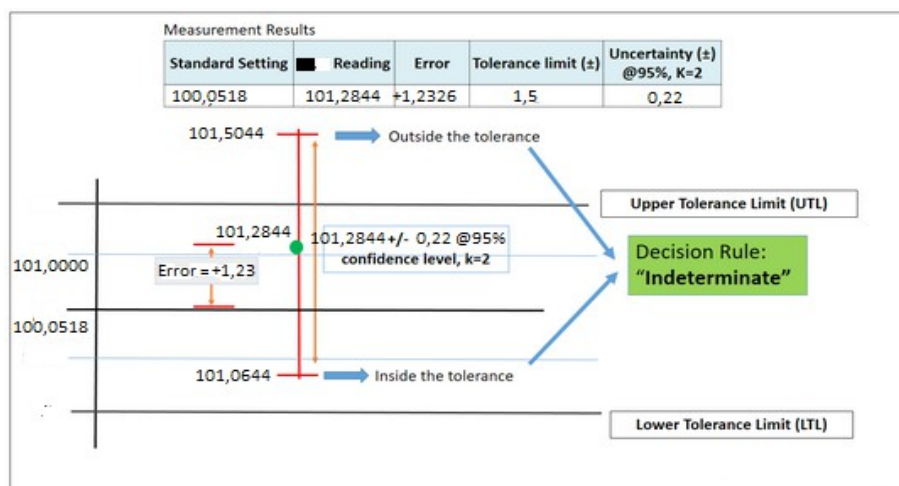 Measurement Results
Standard Setting Reading Error Tolerance limit (±) Uncertainty (±) @95%, K=2
100,0518 101,2844 +1,2326 1,5 0,22
101,5044 Outside the tolerance
Upper Tolerance Limit (UTL)
101,2844 101,2844 +/- 0,22 @95%
confidence level, k=2
Decision Rule:
“Indeterminate”
101,0000
Error = +1,23
100,0518
101,0644 Inside the tolerance
Lower Tolerance Limit (LTL)